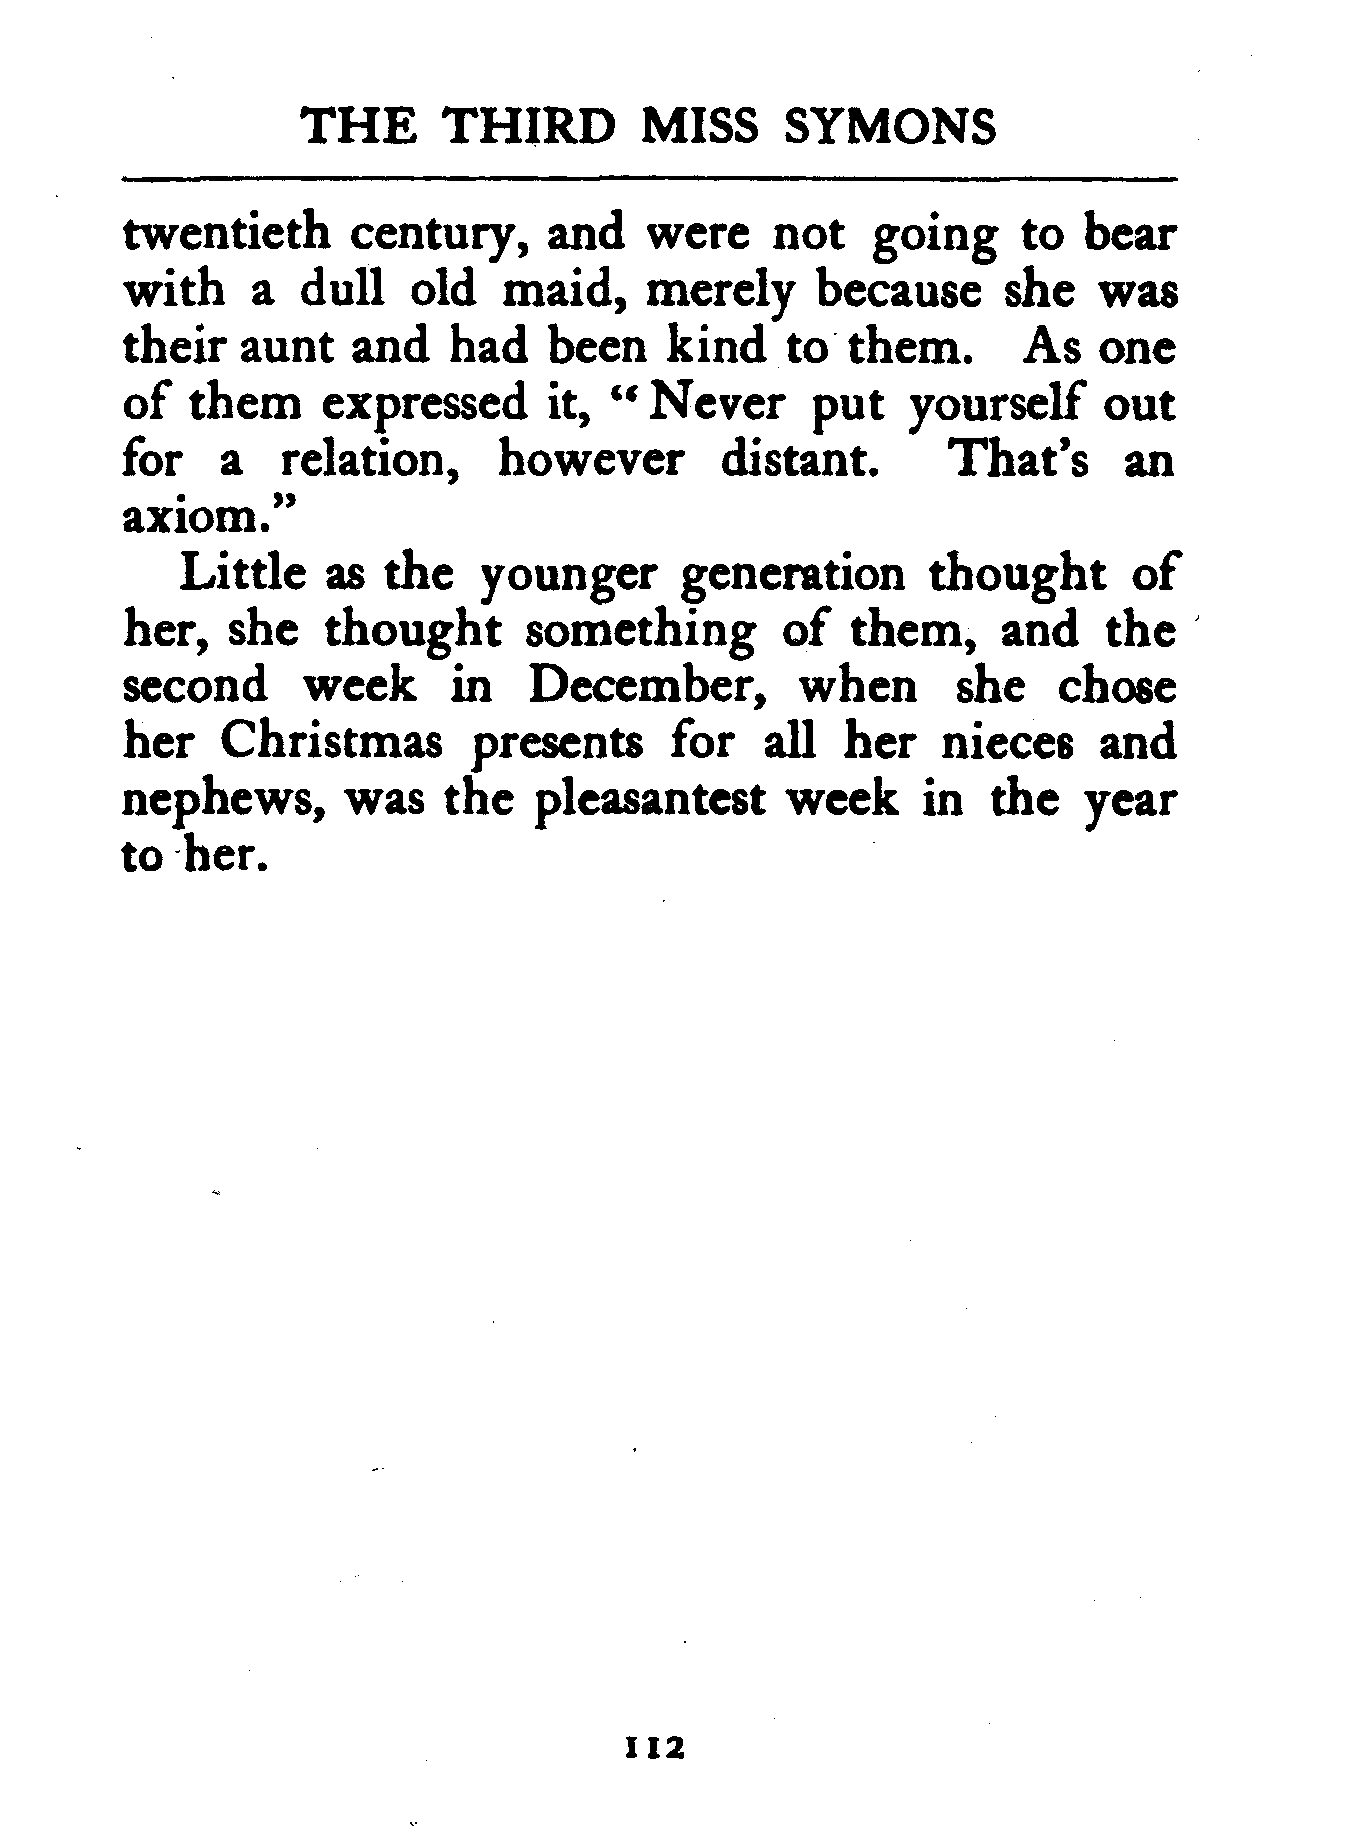 THE THIRD MISS SYMONS
twentieth century, and were not going to bear
with a dull old maid, merely because she was
their aunt and had been kind to them. As one
of them expressed it, “ Never put yourself out
for a relation, however distant. That’s an
axiom.”
Little as the younger generation thought of
her, she thought something of them, and the
second week in December, when she chose
her Christmas presents for all her nieces and
nephews, was the pleasantest week in the year
to her.
112